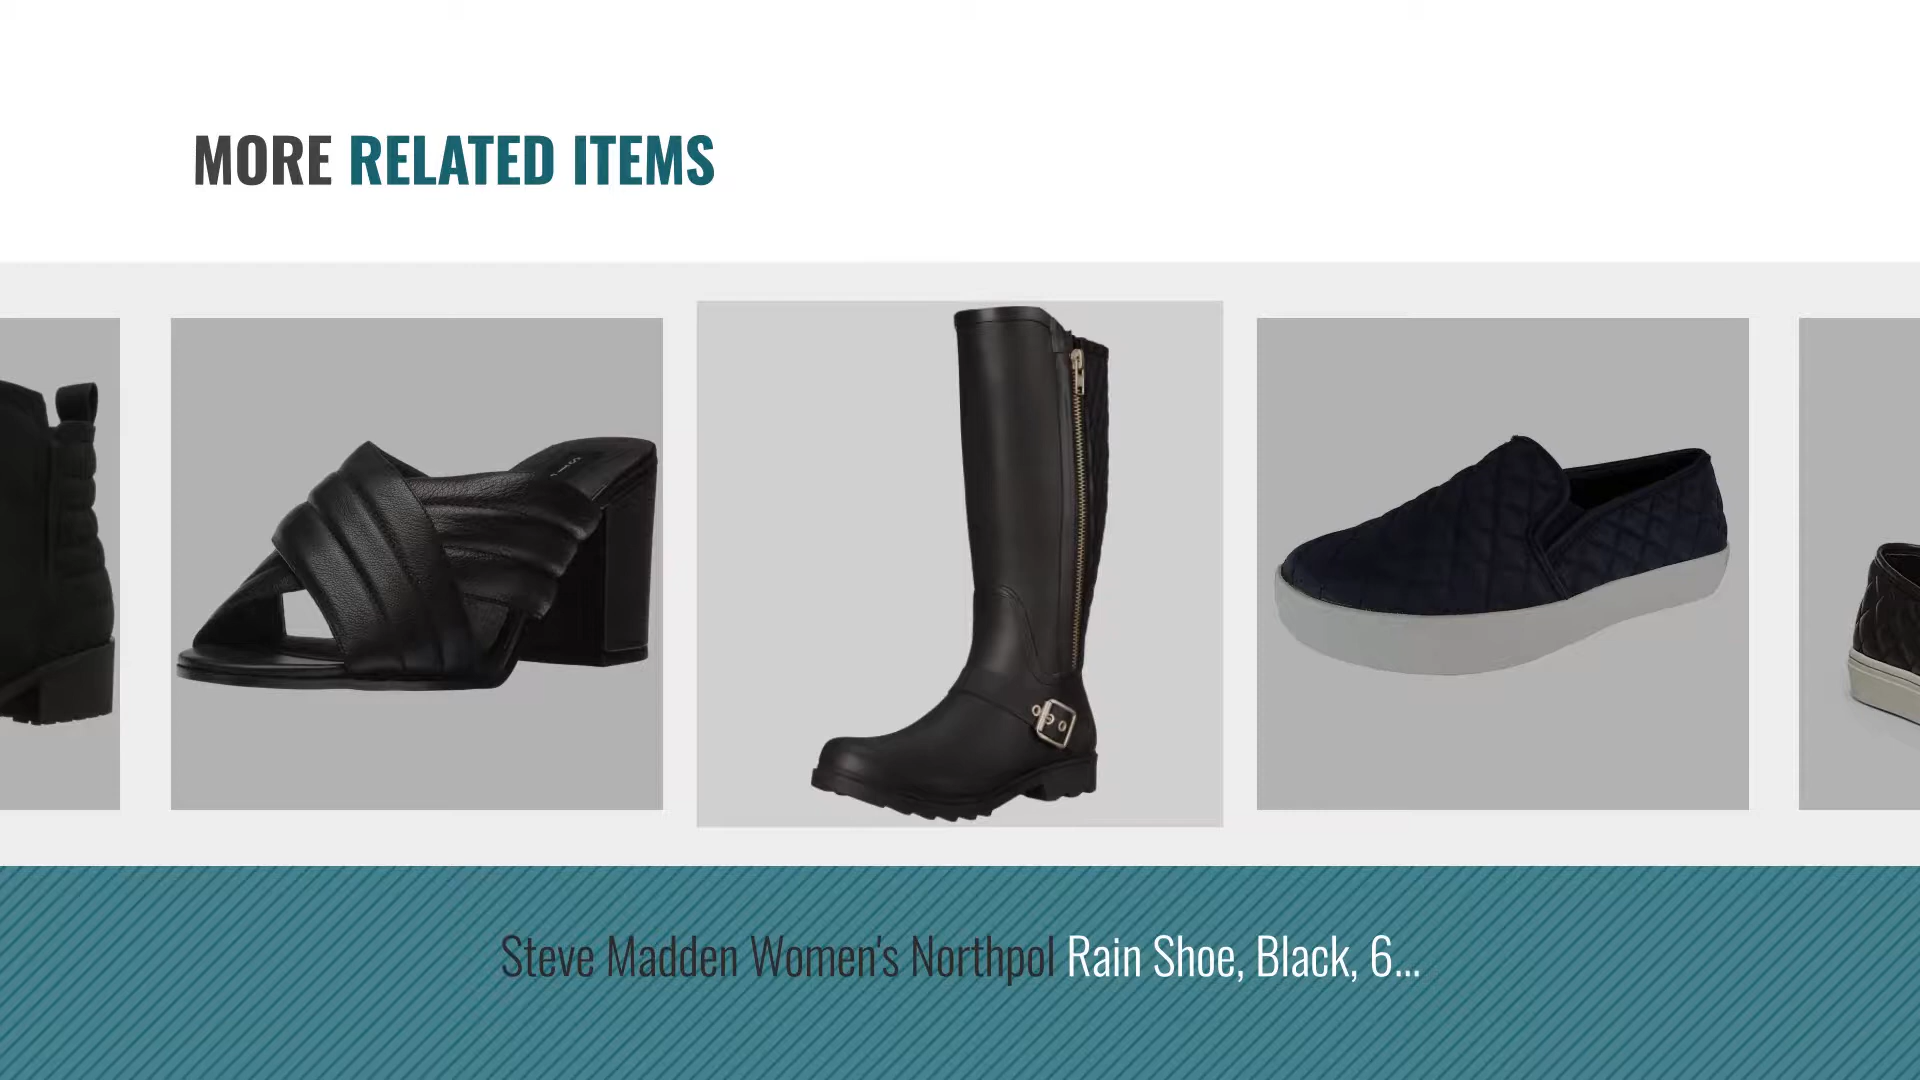 MORE RELATED ITEMS
Steve Madden Women's Northpol Rain Shoe, Black, 6...